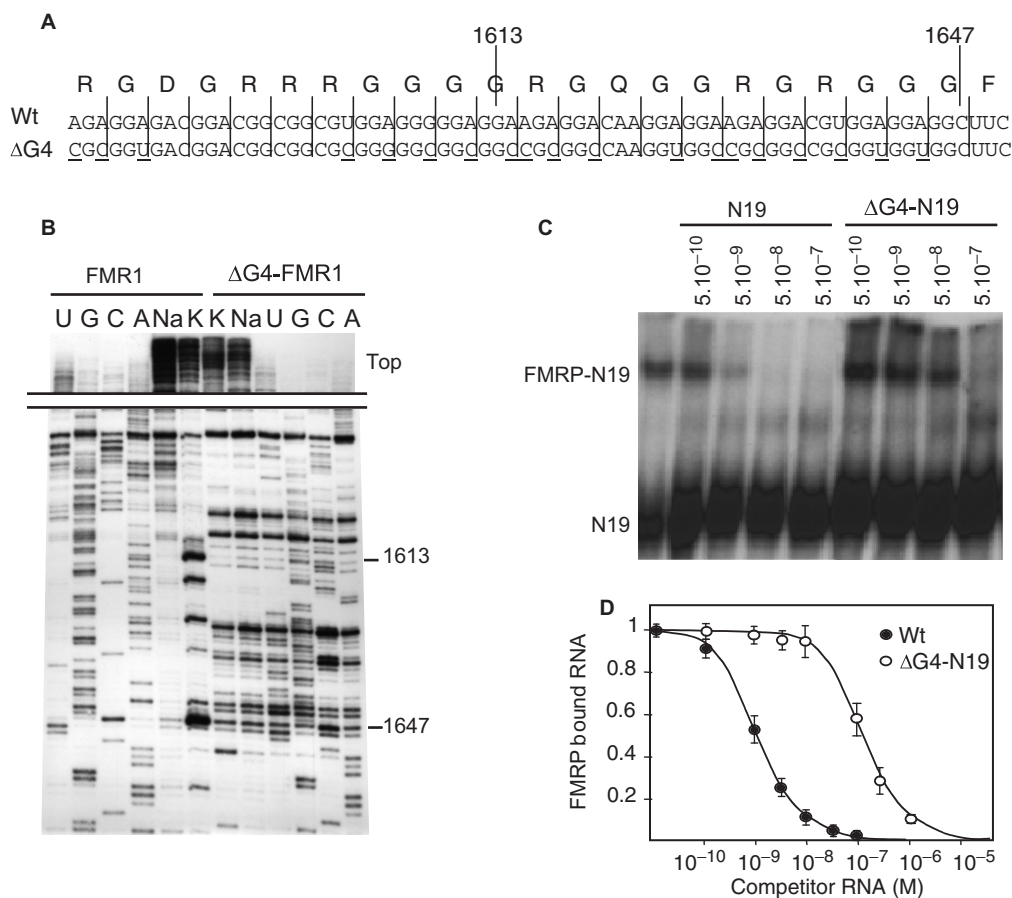 A
1613 1647
R G D G R R R G G G G R G Q G G R G R G G G F
Wt AGAGGAGACGGACGGCGGCGUGGAGGGGGAGGAAGAGGACAAGGAGGAAGAGGACGUGGAGGAGGCUUC
ΔG4 CGCGGUGACGGACGGCGGCGCGGGGGCGGCGGCCGCGGCCAAGGUGGCCGCGGCCGCGGUGGUGGCUUC
B
FMR1 ΔG4-FMR1
U G C A Na K K Na U G C A
Top
1613
1647
C
N19 ΔG4-N19
5.10⁻¹⁰ 5.10⁻⁹ 5.10⁻⁸ 5.10⁻⁷ 5.10⁻¹⁰ 5.10⁻⁹ 5.10⁻⁸ 5.10⁻⁷
FMRP-N19
N19
D
Wt
ΔG4-N19
FMRP bound RNA
1
0.8
0.6
0.4
0.2
10⁻¹⁰ 10⁻⁹ 10⁻⁸ 10⁻⁷ 10⁻⁶ 10⁻⁵
Competitor RNA (M)